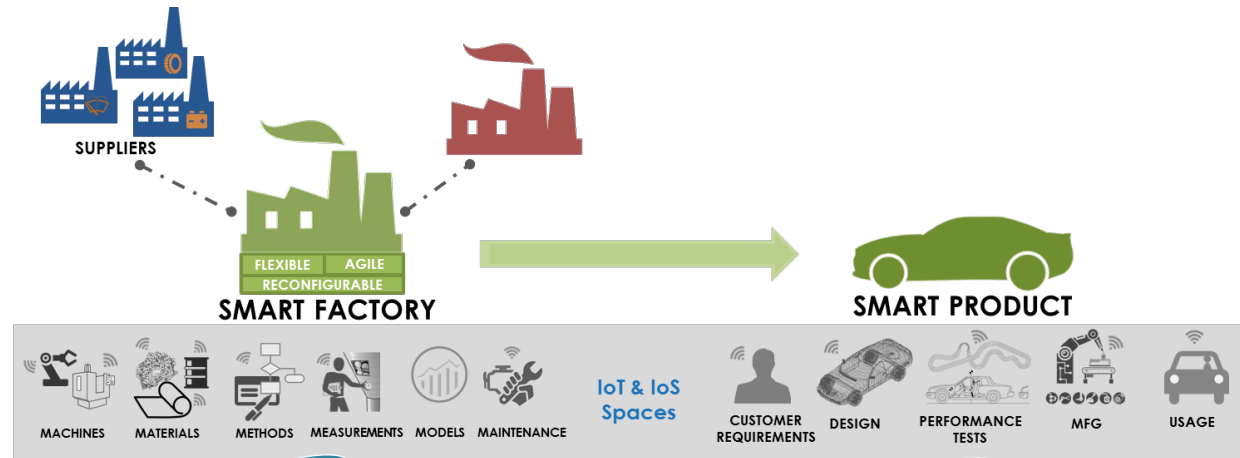 SUPPLIERS
FLEXIBLE
AGILE
RECONFIGURABLE
SMART FACTORY
SMART PRODUCT
MACHINES
MATERIALS
METHODS
MEASUREMENTS
MODELS
MAINTENANCE
IoT & IoS
Spaces
CUSTOMER
REQUIREMENTS
DESIGN
PERFORMANCE
TESTS
MFG
USAGE